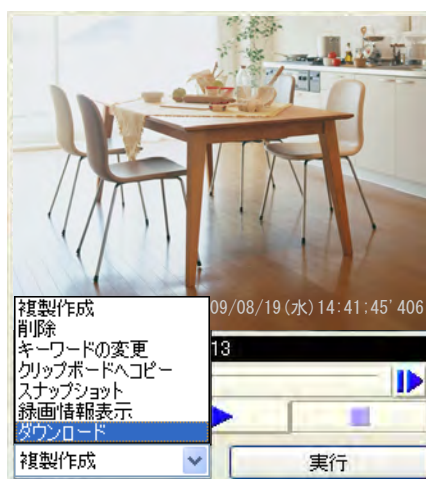 09/08/19(水)14:41:45'406
複製作成
削除
キーワードの変更
クリップボードへコピー
スナップショット
録画情報表示
ダウンロード
13
複製作成
実行